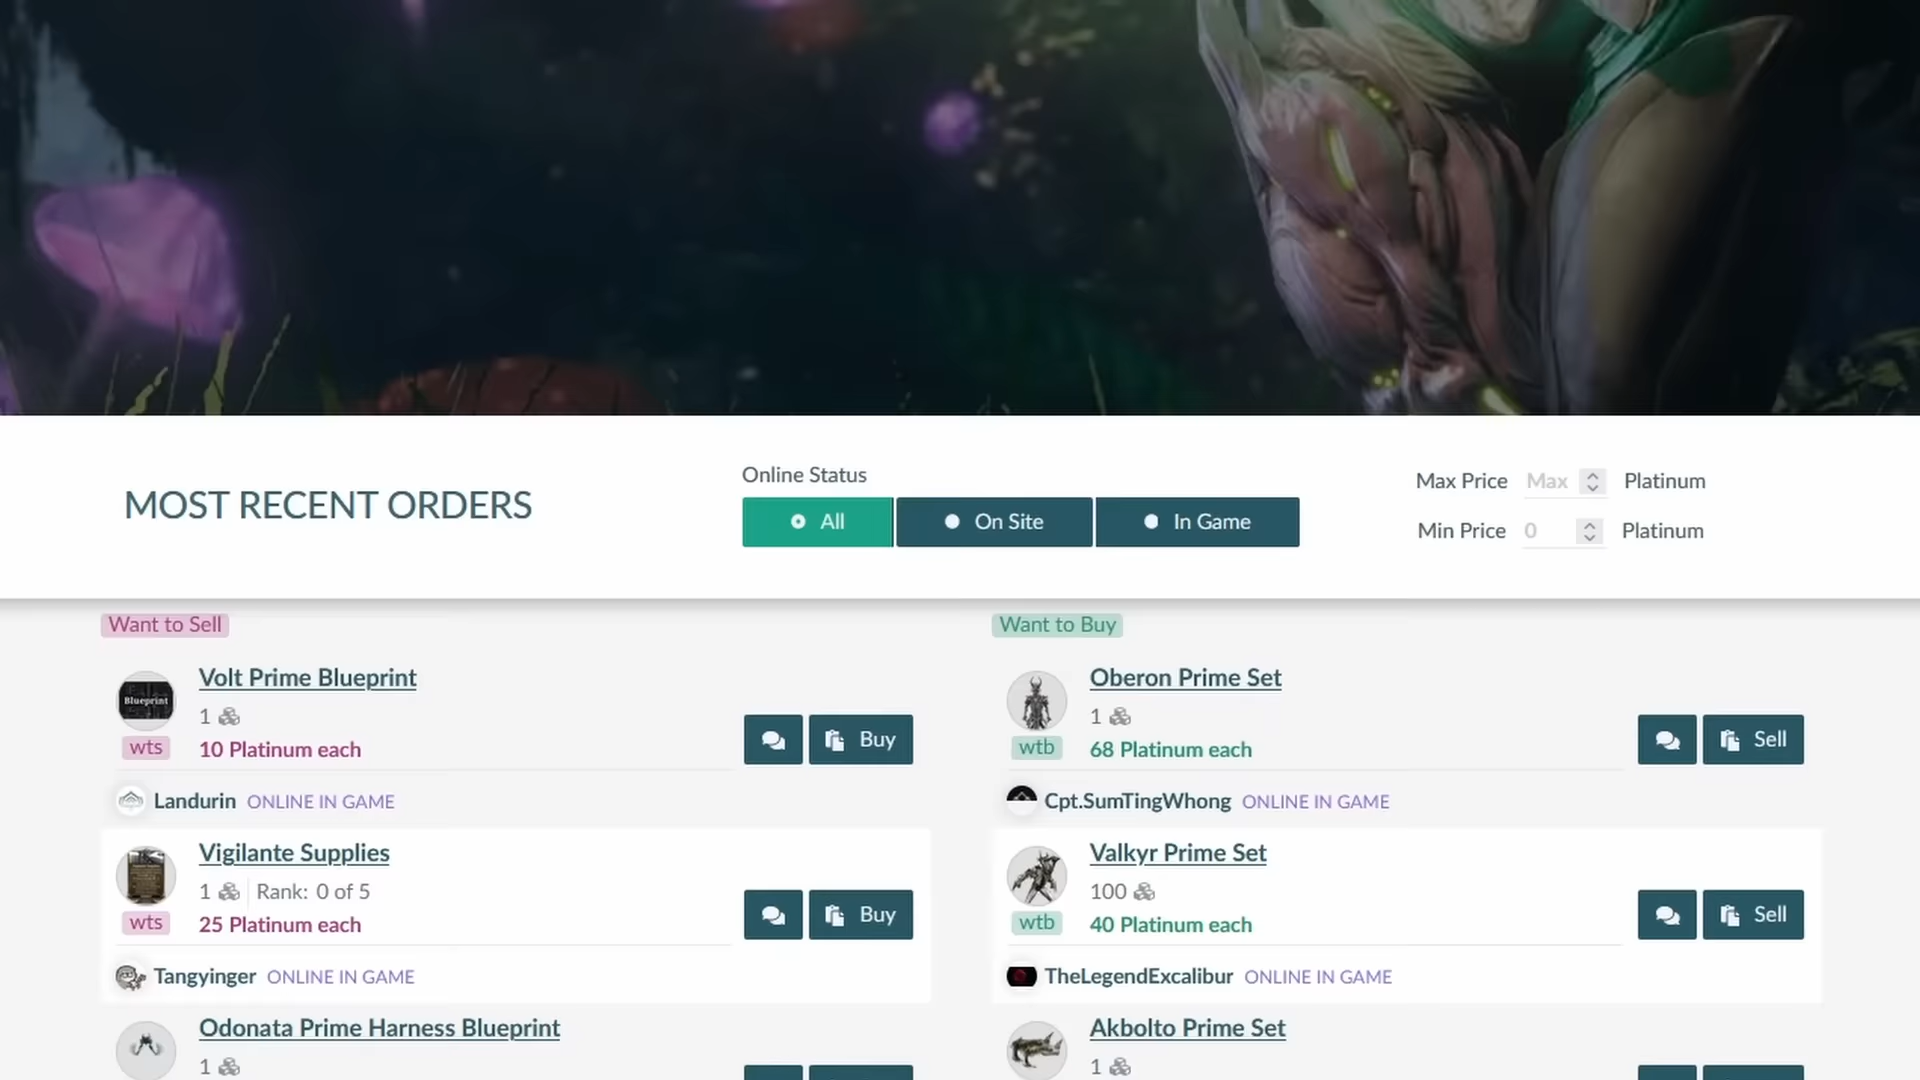 MOST RECENT ORDERS
Online Status
All
On Site
In Game
Max Price Max Platinum
Min Price 0 Platinum
Want to Sell
Volt Prime Blueprint
Blueprint
1
wts
10 Platinum each
Buy
Landurin ONLINE IN GAME
Vigilante Supplies
1 Rank: 0 of 5
wts
25 Platinum each
Buy
Tangyinger ONLINE IN GAME
Odonata Prime Harness Blueprint
1
Want to Buy
Oberon Prime Set
1
wtb
68 Platinum each
Sell
Cpt.SumTingWhong ONLINE IN GAME
Valkyr Prime Set
100
wtb
40 Platinum each
Sell
TheLegendExcalibur ONLINE IN GAME
Akbolto Prime Set
1